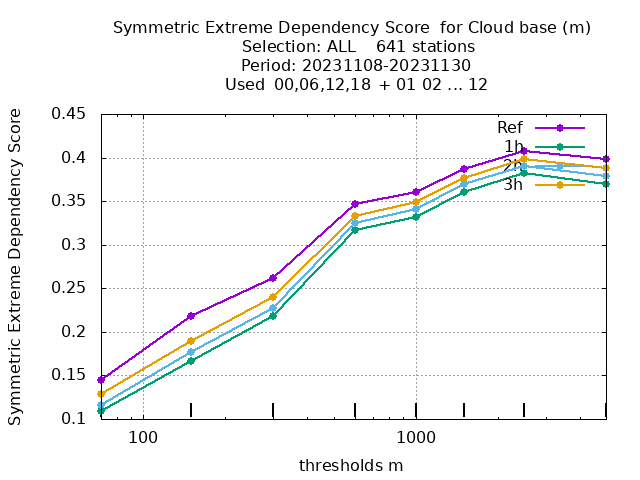 Symmetric Extreme Dependency Score for Cloud base (m)
Selection: ALL 641 stations
Period: 20231108-20231130
Used 00,06,12,18 + 01 02 ... 12
Symmetric Extreme Dependency Score
0.45
0.4
0.35
0.3
0.25
0.2
0.15
0.1
Ref
1h
2h
3h
100
1000
thresholds m